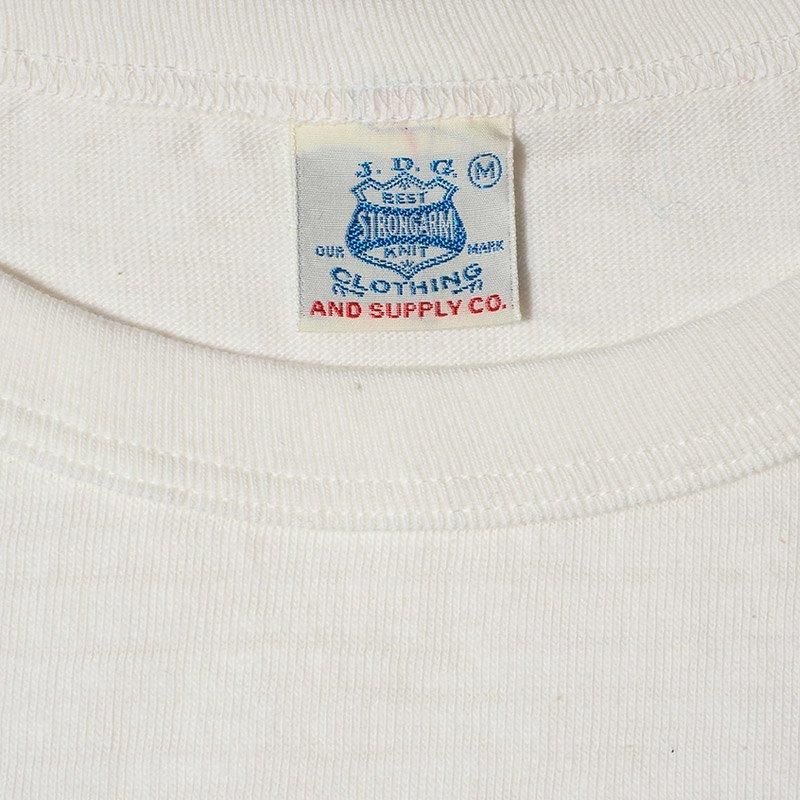 J. D. G. M
BEST
STRONGARM
OUR KNIT MARK
CLOTHING
AND SUPPLY CO.